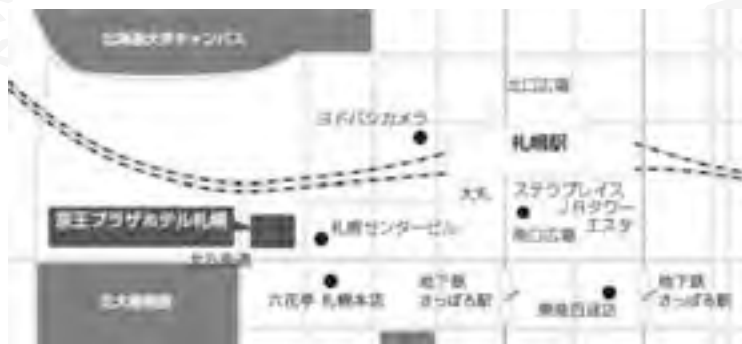 北海道大学キャンパス
北口広場
ヨドバシカメラ
札幌駅
大丸
ステラプレイス
JRタワー
エスタ
南口広場
京王プラザホテル札幌
札幌センタービル
北五条通
北大植物園
六花亭 札幌本店
地下鉄
さっぽろ駅
東急百貨店
地下鉄
さっぽろ駅